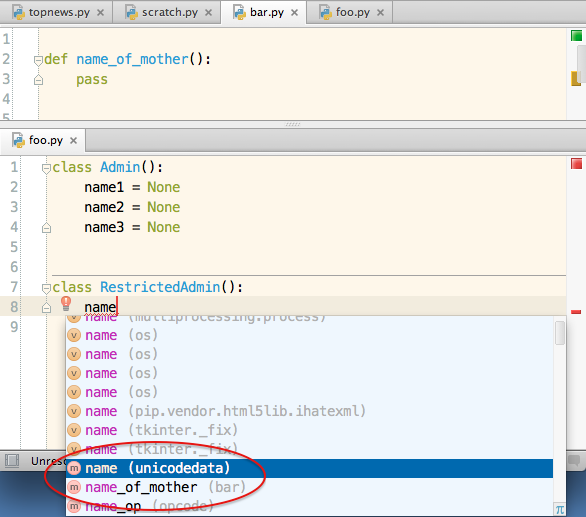 topnews.py × scratch.py × bar.py × foo.py ×
1
2 def name_of_mother():
3 pass
4
5
foo.py ×
1 class Admin():
2 name1 = None
3 name2 = None
4 name3 = None
5
6
7 class RestrictedAdmin():
8 name
9
v name (multiprocessing.process)
v name (os)
v name (os)
v name (os)
v name (os)
v name (pip.vendor.html5lib.ihatexml)
v name (tkinter._fix)
v name (tkinter._fix)
Unres
m name (unicodedata)
m name_of_mother (bar)
m name_op (opcode)
π